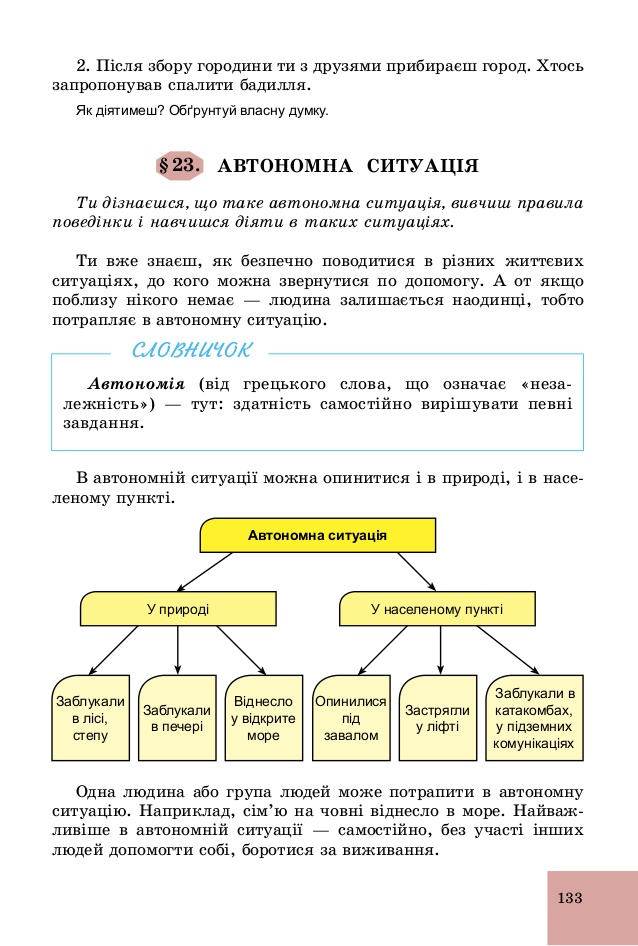 2. Після збору городини ти з друзями прибираєш город. Хтось
запропонував спалити бадилля.
Як діятимеш? Обґрунтуй власну думку.
§ 23. АВТОНОМНА СИТУАЦІЯ
Ти дізнаєшся, що таке автономна ситуація, вивчиш правила
поведінки і навчишся діяти в таких ситуаціях.
Ти вже знаєш, як безпечно поводитися в різних життєвих
ситуаціях, до кого можна звернутися по допомогу. А от якщо
поблизу нікого немає — людина залишається наодинці, тобто
потрапляє в автономну ситуацію.
СЛОВНИЧОК
Автономія (від грецького слова, що означає «неза-
лежність») — тут: здатність самостійно вирішувати певні
завдання.
В автономній ситуації можна опинитися і в природі, і в насе-
леному пункті.
Автономна ситуація
У природі
У населеному пункті
Заблукали
в лісі,
степу
Заблукали
в печері
Віднесло
у відкрите
море
Опинилися
під
завалом
Застрягли
у ліфті
Заблукали в
катакомбах,
у підземних
комунікаціях
Одна людина або група людей може потрапити в автономну
ситуацію. Наприклад, сім’ю на човні віднесло в море. Найваж-
ливіше в автономній ситуації — самостійно, без участі інших
людей допомогти собі, боротися за виживання.
133